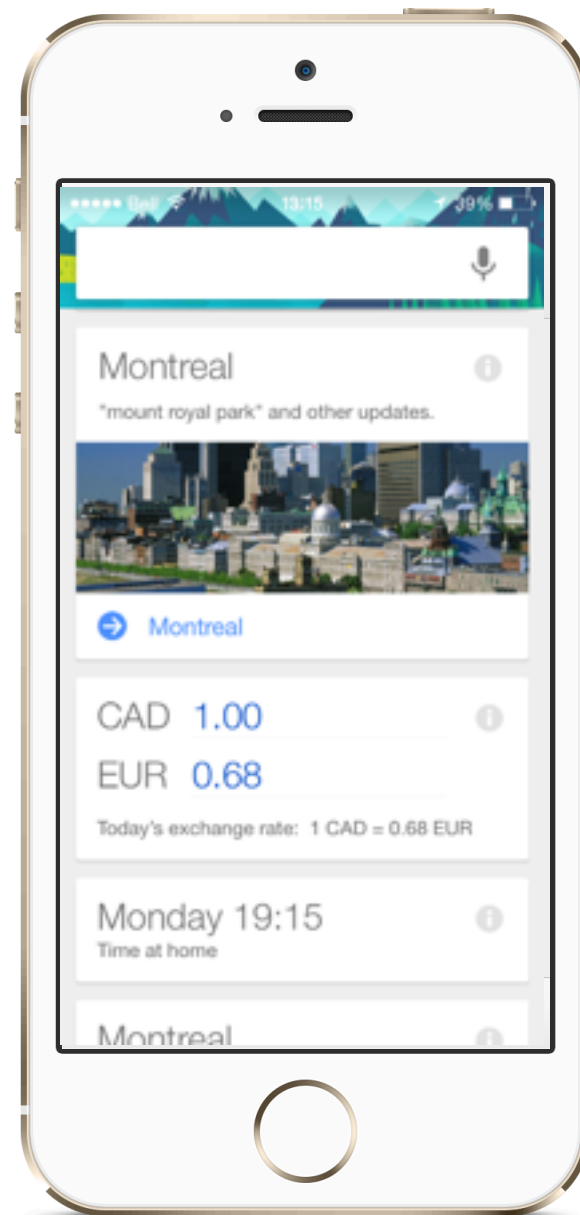 Bell 13:15 39%
Montreal
"mount royal park" and other updates.
Montreal
CAD 1.00
EUR 0.68
Today's exchange rate: 1 CAD = 0.68 EUR
Monday 19:15
Time at home
Montreal